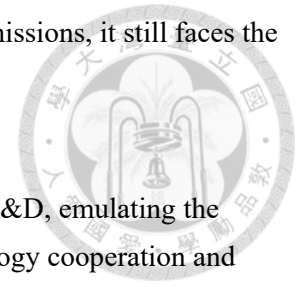 missions, it still faces the
&D, emulating the
ogy cooperation and